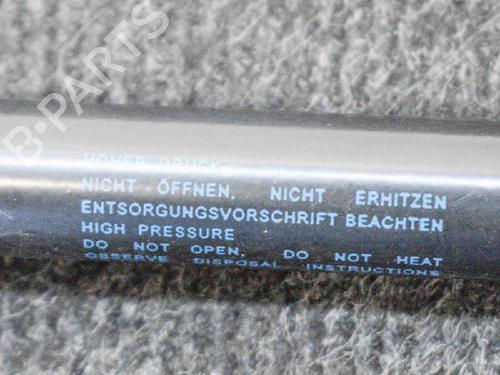 B-PARTS
HOHER DRUCK
NICHT ÖFFNEN. NICHT ERHITZEN
ENTSORGUNGSVORSCHRIFT BEACHTEN
HIGH PRESSURE
DO NOT OPEN. DO NOT HEAT
OBSERVE DISPOSAL INSTRUCTIONS